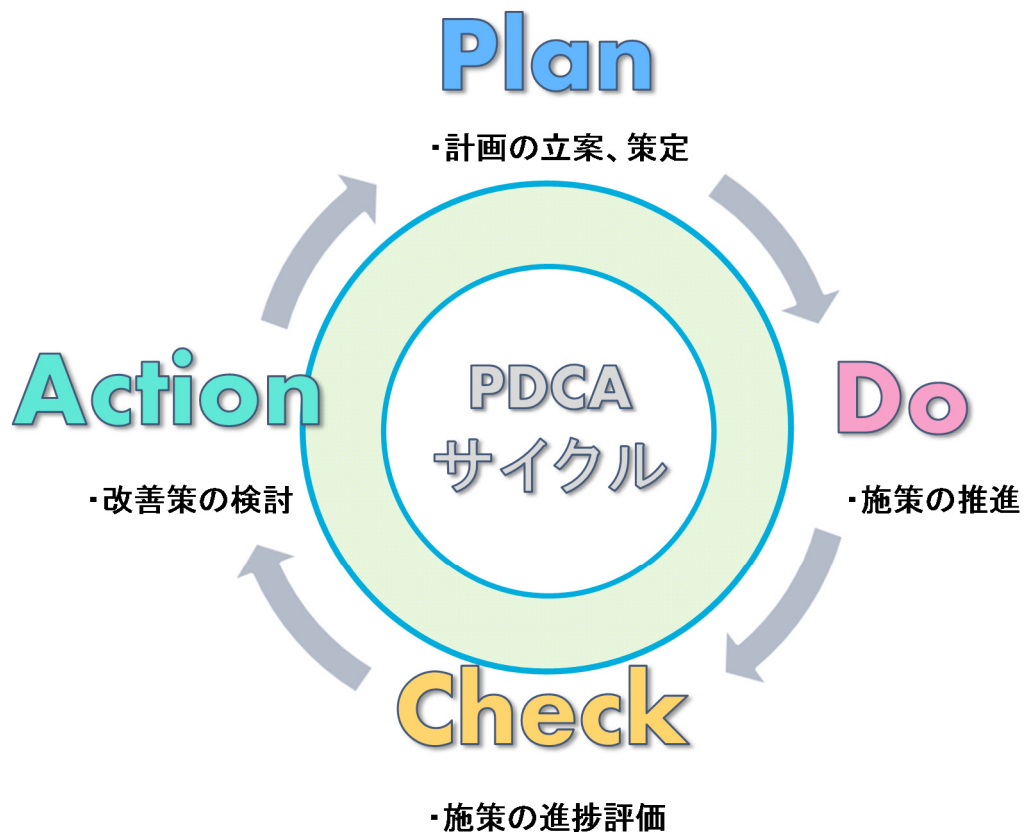 Plan
・計画の立案、策定
Do
・施策の推進
Check
・施策の進捗評価
Action
・改善策の検討
PDCA
サイクル